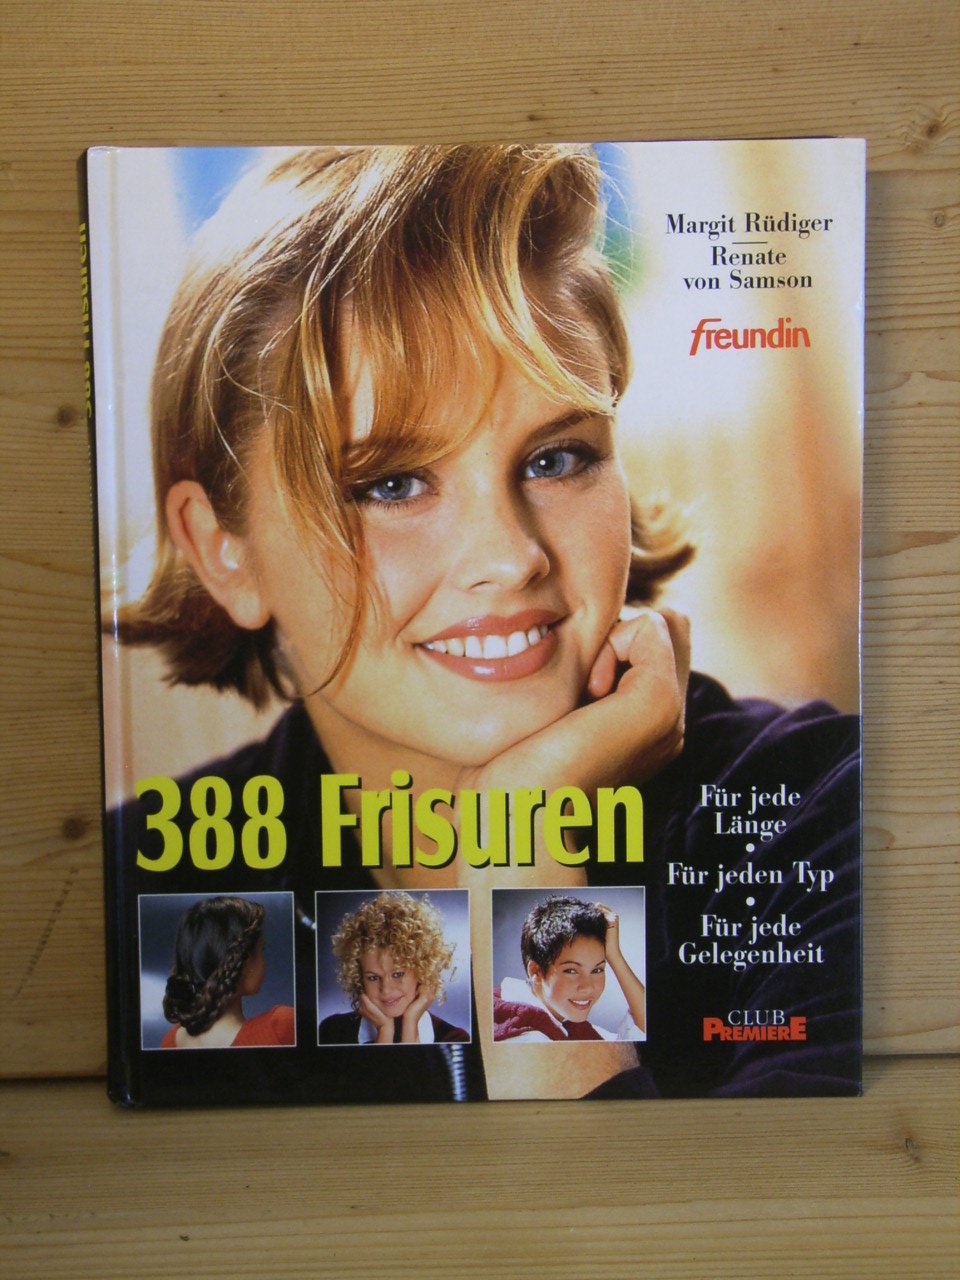 Margit Rüdiger
Renate
von Samson
freundin
388 Frisuren
Für jede
Länge
•
Für jeden Typ
•
Für jede
Gelegenheit
CLUB
PREMIERE